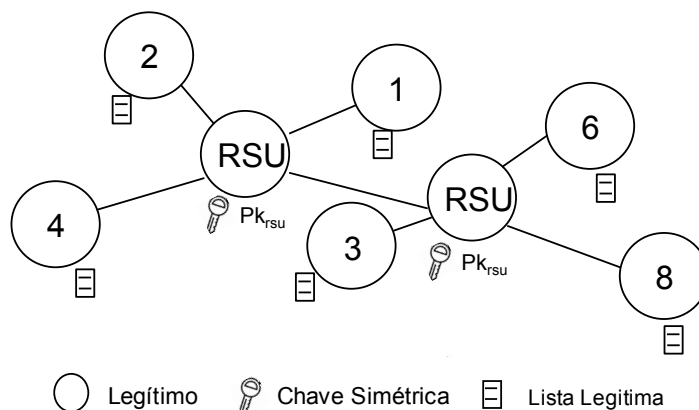 2
1
6
RSU
RSU
4
Pkrsu
3
Pkrsu
8
Legítimo
Chave Simétrica
Lista Legitima